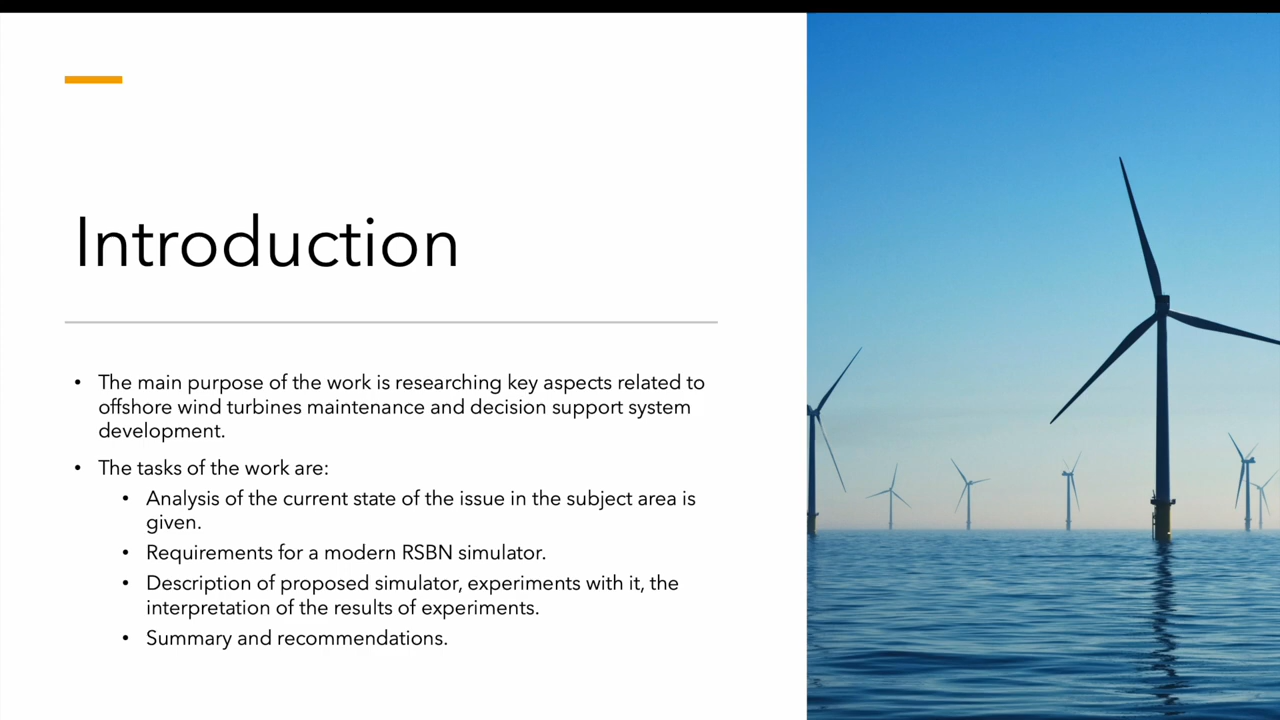 Introduction
• The main purpose of the work is researching key aspects related to
offshore wind turbines maintenance and decision support system
development.
• The tasks of the work are:
• Analysis of the current state of the issue in the subject area is
given.
• Requirements for a modern RSBN simulator.
• Description of proposed simulator, experiments with it, the
interpretation of the results of experiments.
• Summary and recommendations.